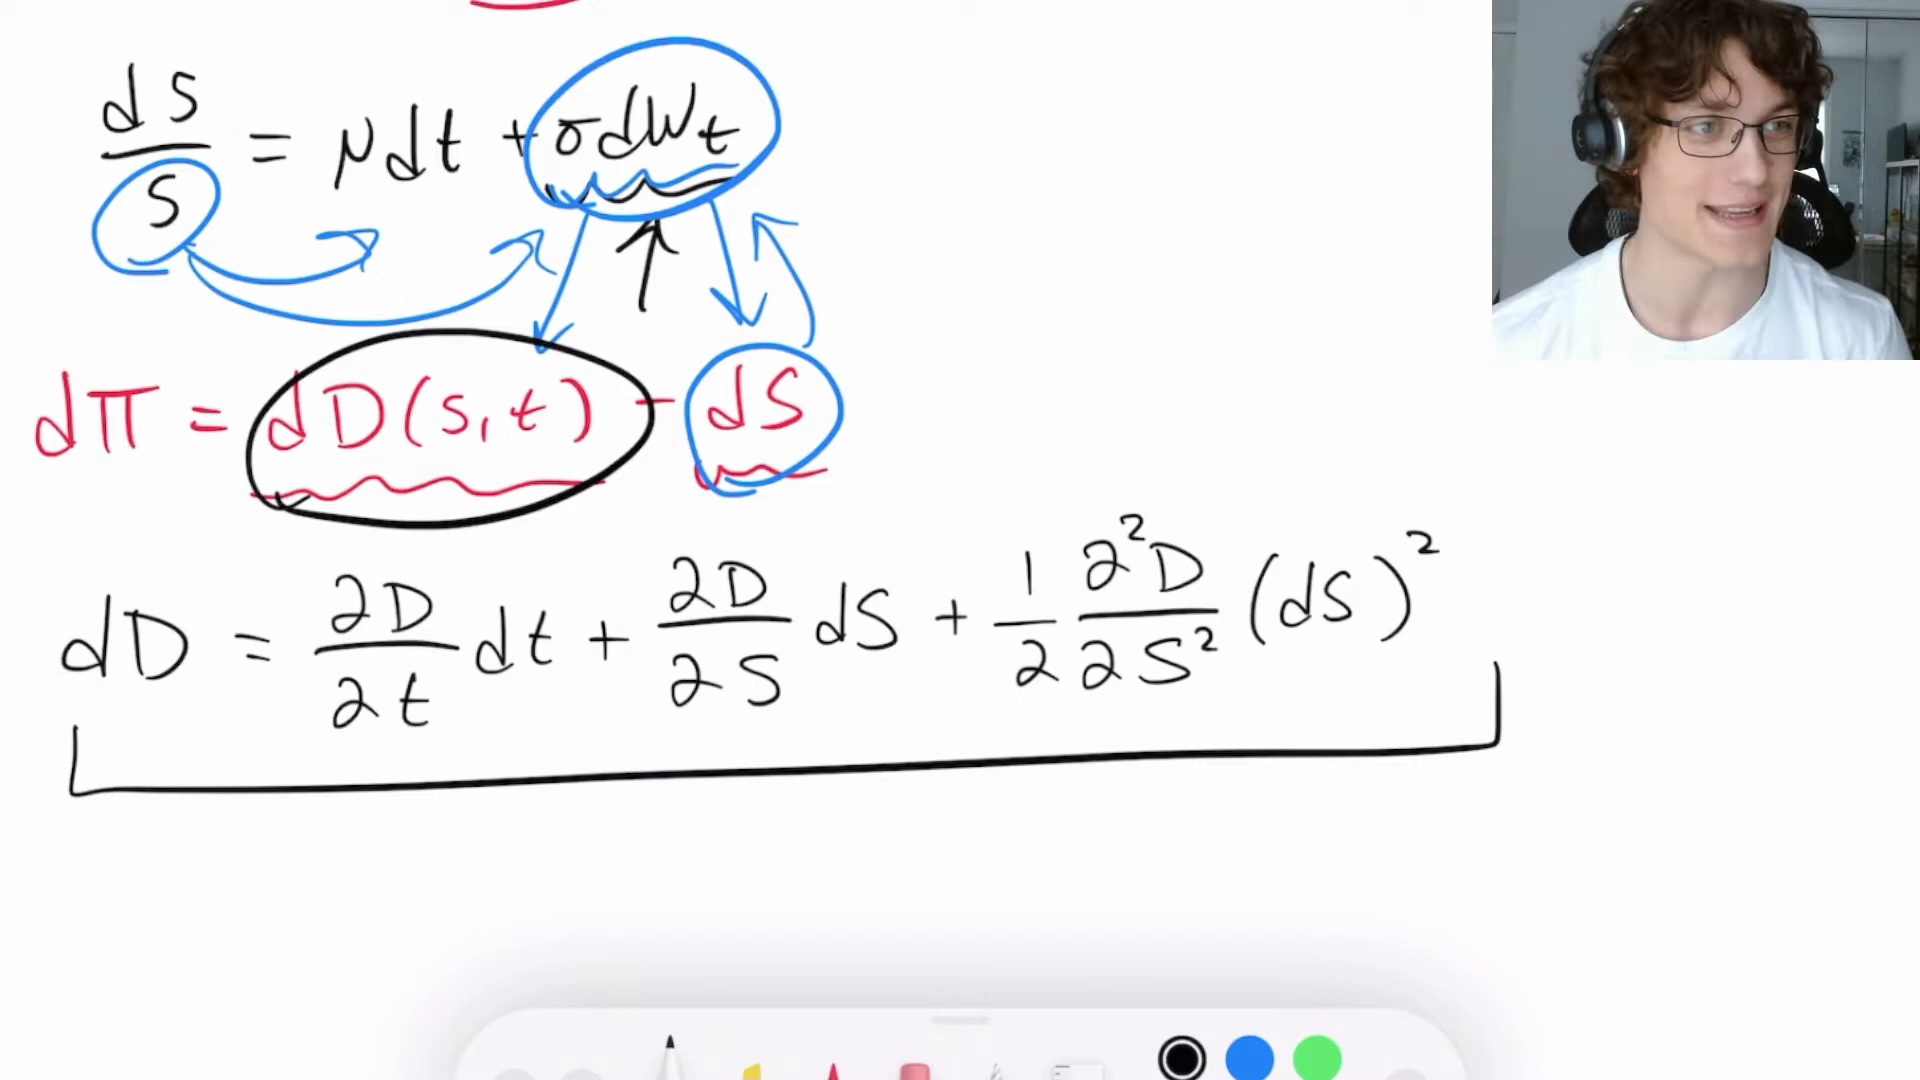 dS/S = μdt + σdW_t
dΠ = dD(S,t) - dS
dD = ∂D/∂t dt + ∂D/∂S dS + 1/2 ∂²D/∂S² (dS)²